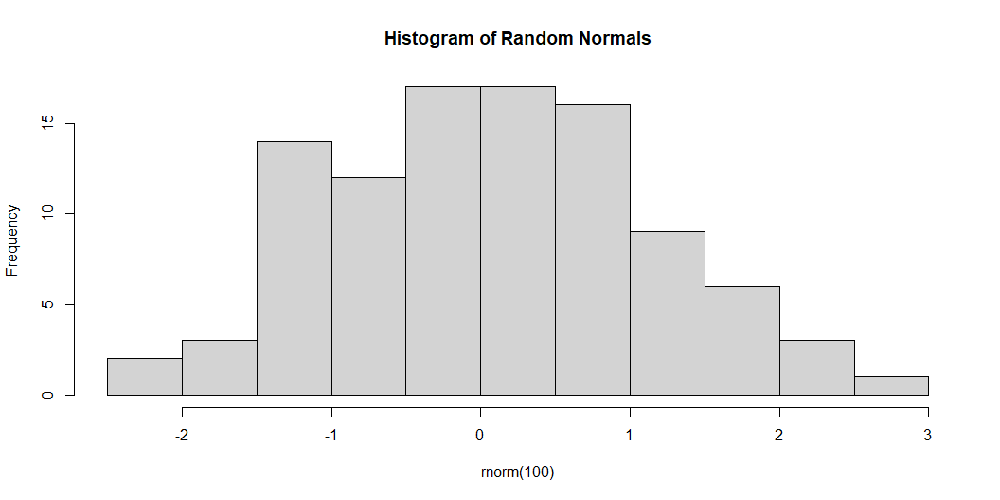 Histogram of Random Normals
Frequency
15
10
5
0
-2 -1 0 1 2 3
rnorm(100)